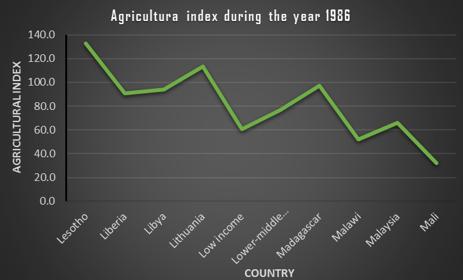 Agricultura index during the year 1986
140.0
120.0
100.0
80.0
60.0
40.0
20.0
0.0
AGRICULTURAL INDEX
Lesotho
Liberia
Libya
Lithuania
Low income
Lower-middle...
Madagascar
Malawi
Malaysia
Mali
COUNTRY